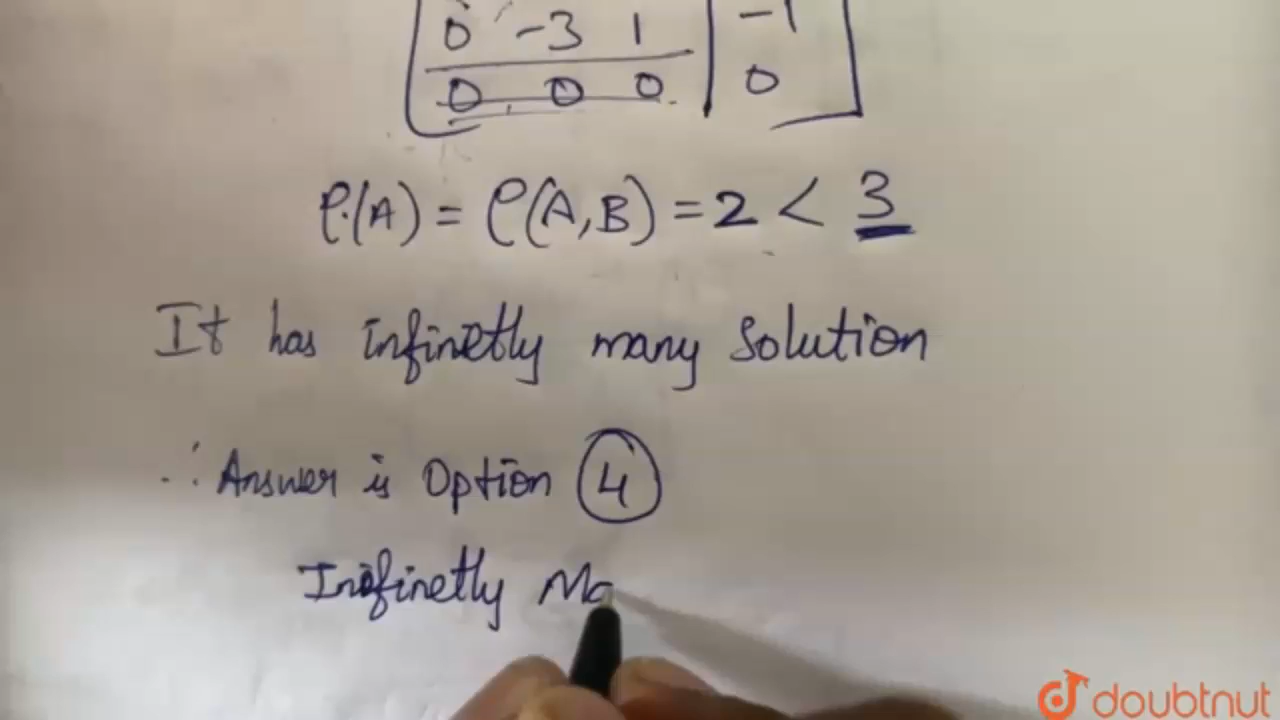 0 -3 1 | -1
0 0 0 | 0
ρ(A) = ρ(A,B) = 2 < 3
It has infinetly many Solution
∴ Answer is Option 4
Infinetly Ma
doubtnut